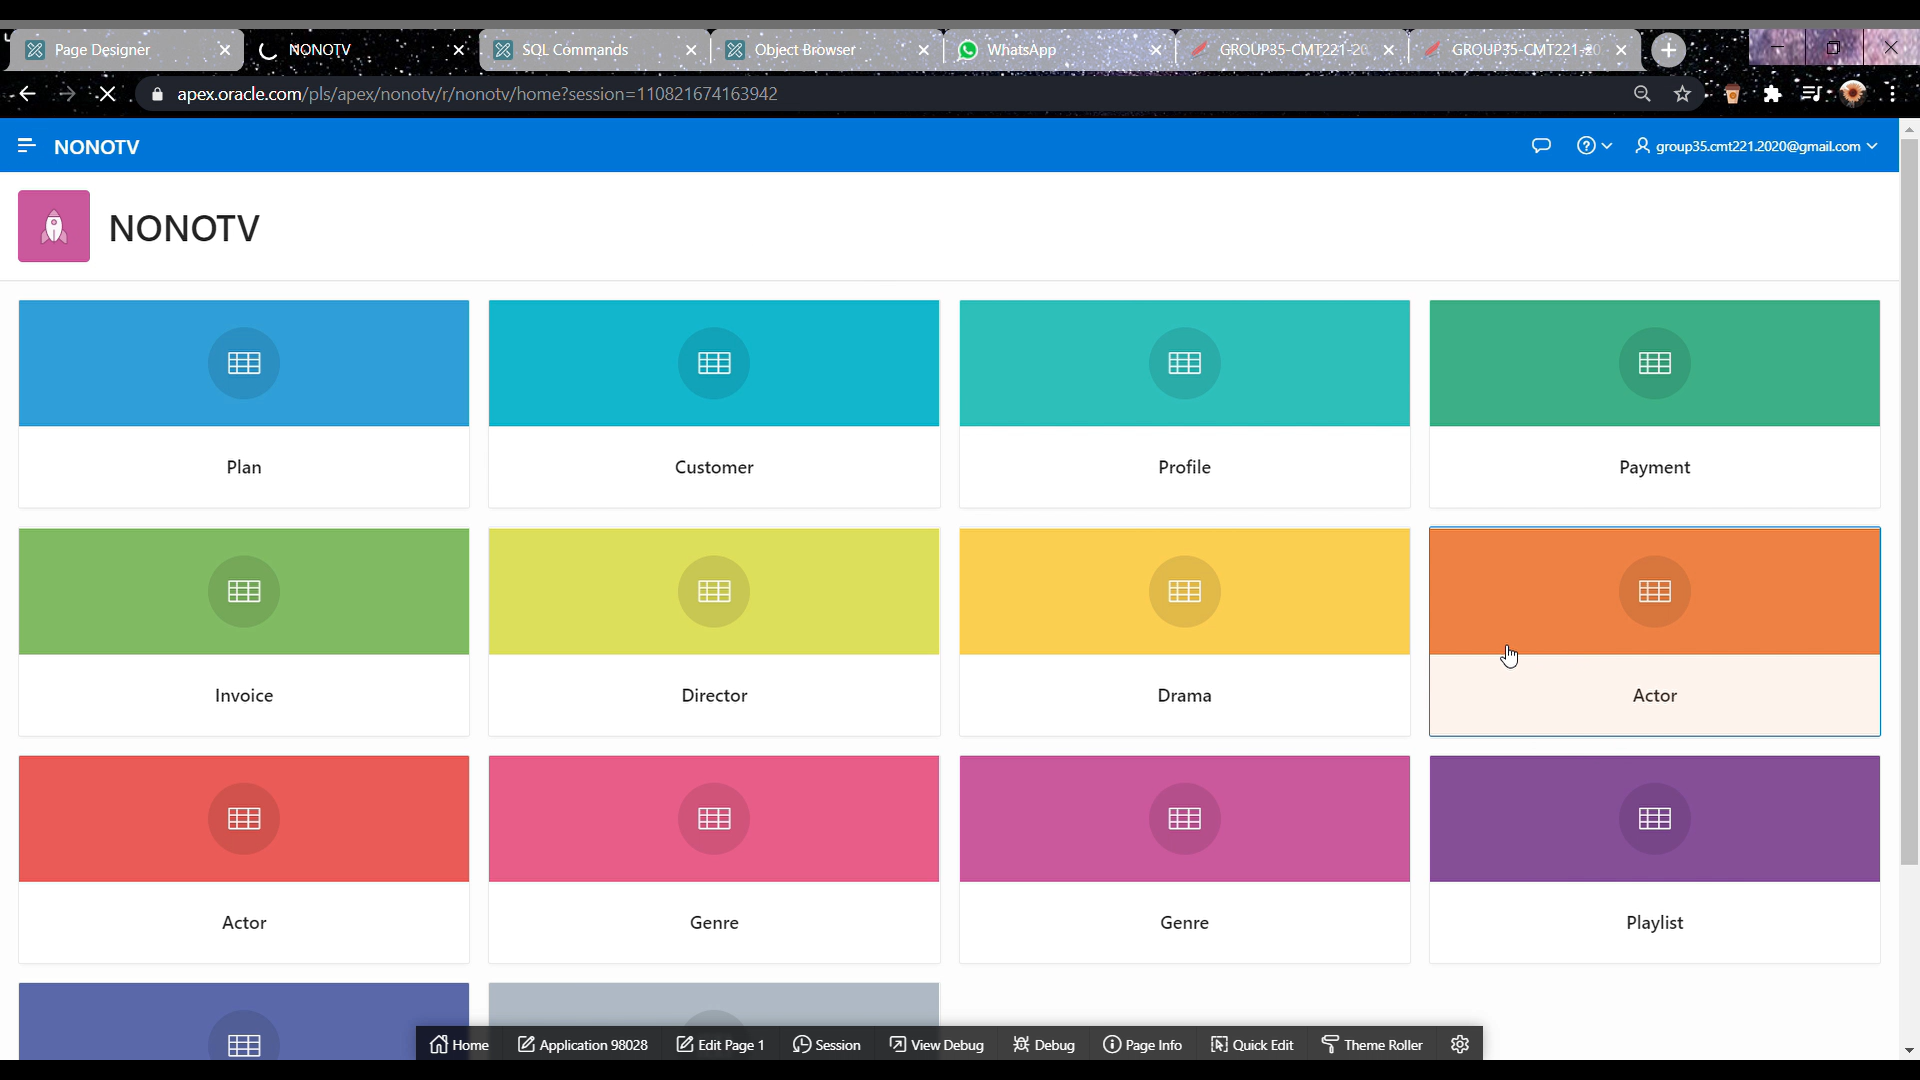 Page Designer
NONOTV
SQL Commands
Object Browser
WhatsApp
GROUP35-CMT221-20
GROUP35-CMT221-20
apex.oracle.com/pls/apex/nonotv/r/nonotv/home?session=110821674163942
NONOTV
group35.cmt221.2020@gmail.com
NONOTV
Plan
Customer
Profile
Payment
Invoice
Director
Drama
Actor
Actor
Genre
Genre
Playlist
Home
Application 98028
Edit Page 1
Session
View Debug
Debug
Page Info
Quick Edit
Theme Roller